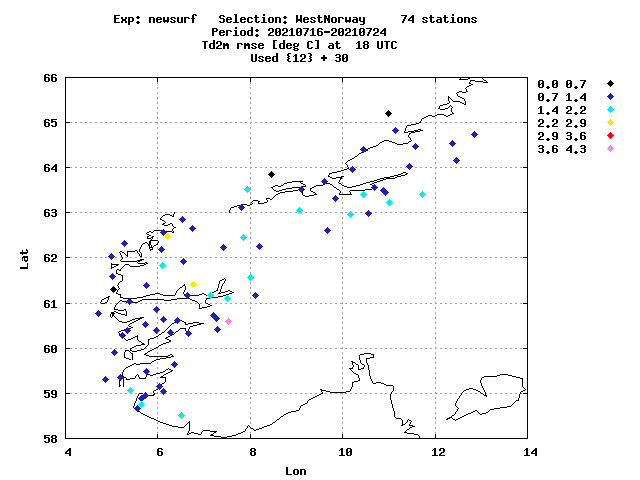 Exp: newsurf Selection: WestNorway 74 stations
Period: 20210716-20210724
Td2m rmse [deg C] at 18 UTC
Used {12} + 30
66
65
64
63
62
61
60
59
58
Lat
4 6 8 10 12 14
Lon
0.0 0.7
0.7 1.4
1.4 2.2
2.2 2.9
2.9 3.6
3.6 4.3